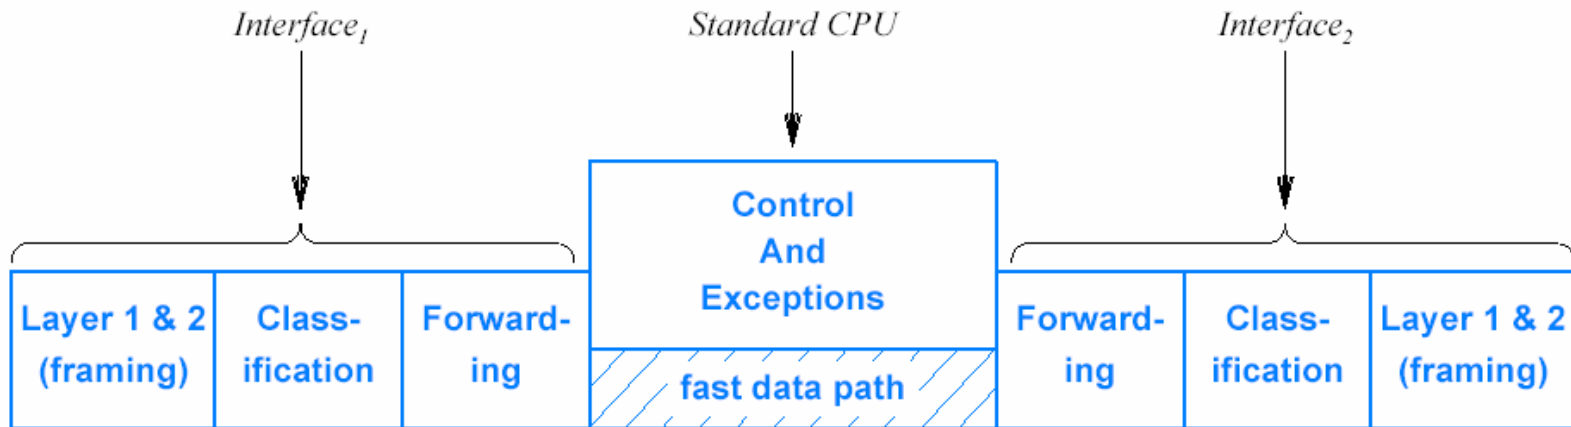 Interface1
Standard CPU
Interface2
Control
And
Exceptions
Layer 1 & 2
(framing)
Class-
ification
Forward-
ing
fast data path
Forward-
ing
Class-
ification
Layer 1 & 2
(framing)